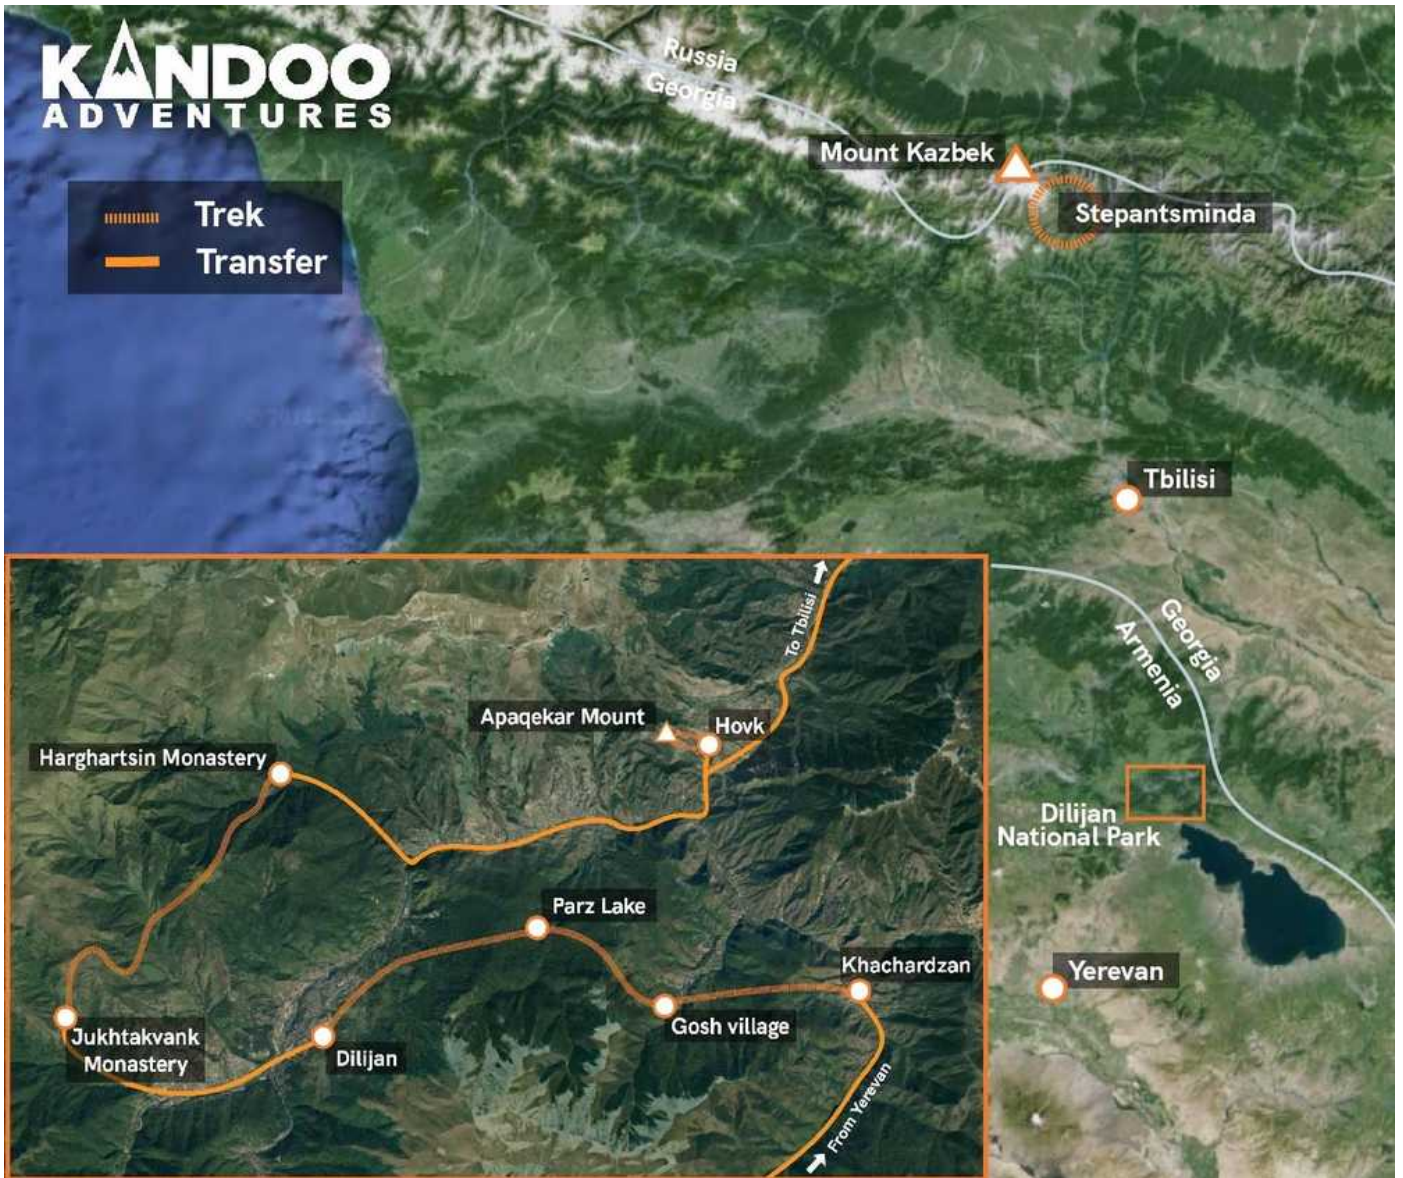 KANDOO
ADVENTURES
Trek
Transfer
Russia
Georgia
Mount Kazbek
Stepantsminda
Tbilisi
Georgia
Armenia
Dilijan
National Park
Yerevan
To Tbilisi
Apaqekar Mount
Hovk
Harghartsin Monastery
Parz Lake
Khachardzan
Gosh village
Jukhtakvank
Monastery
Dilijan
From Yerevan